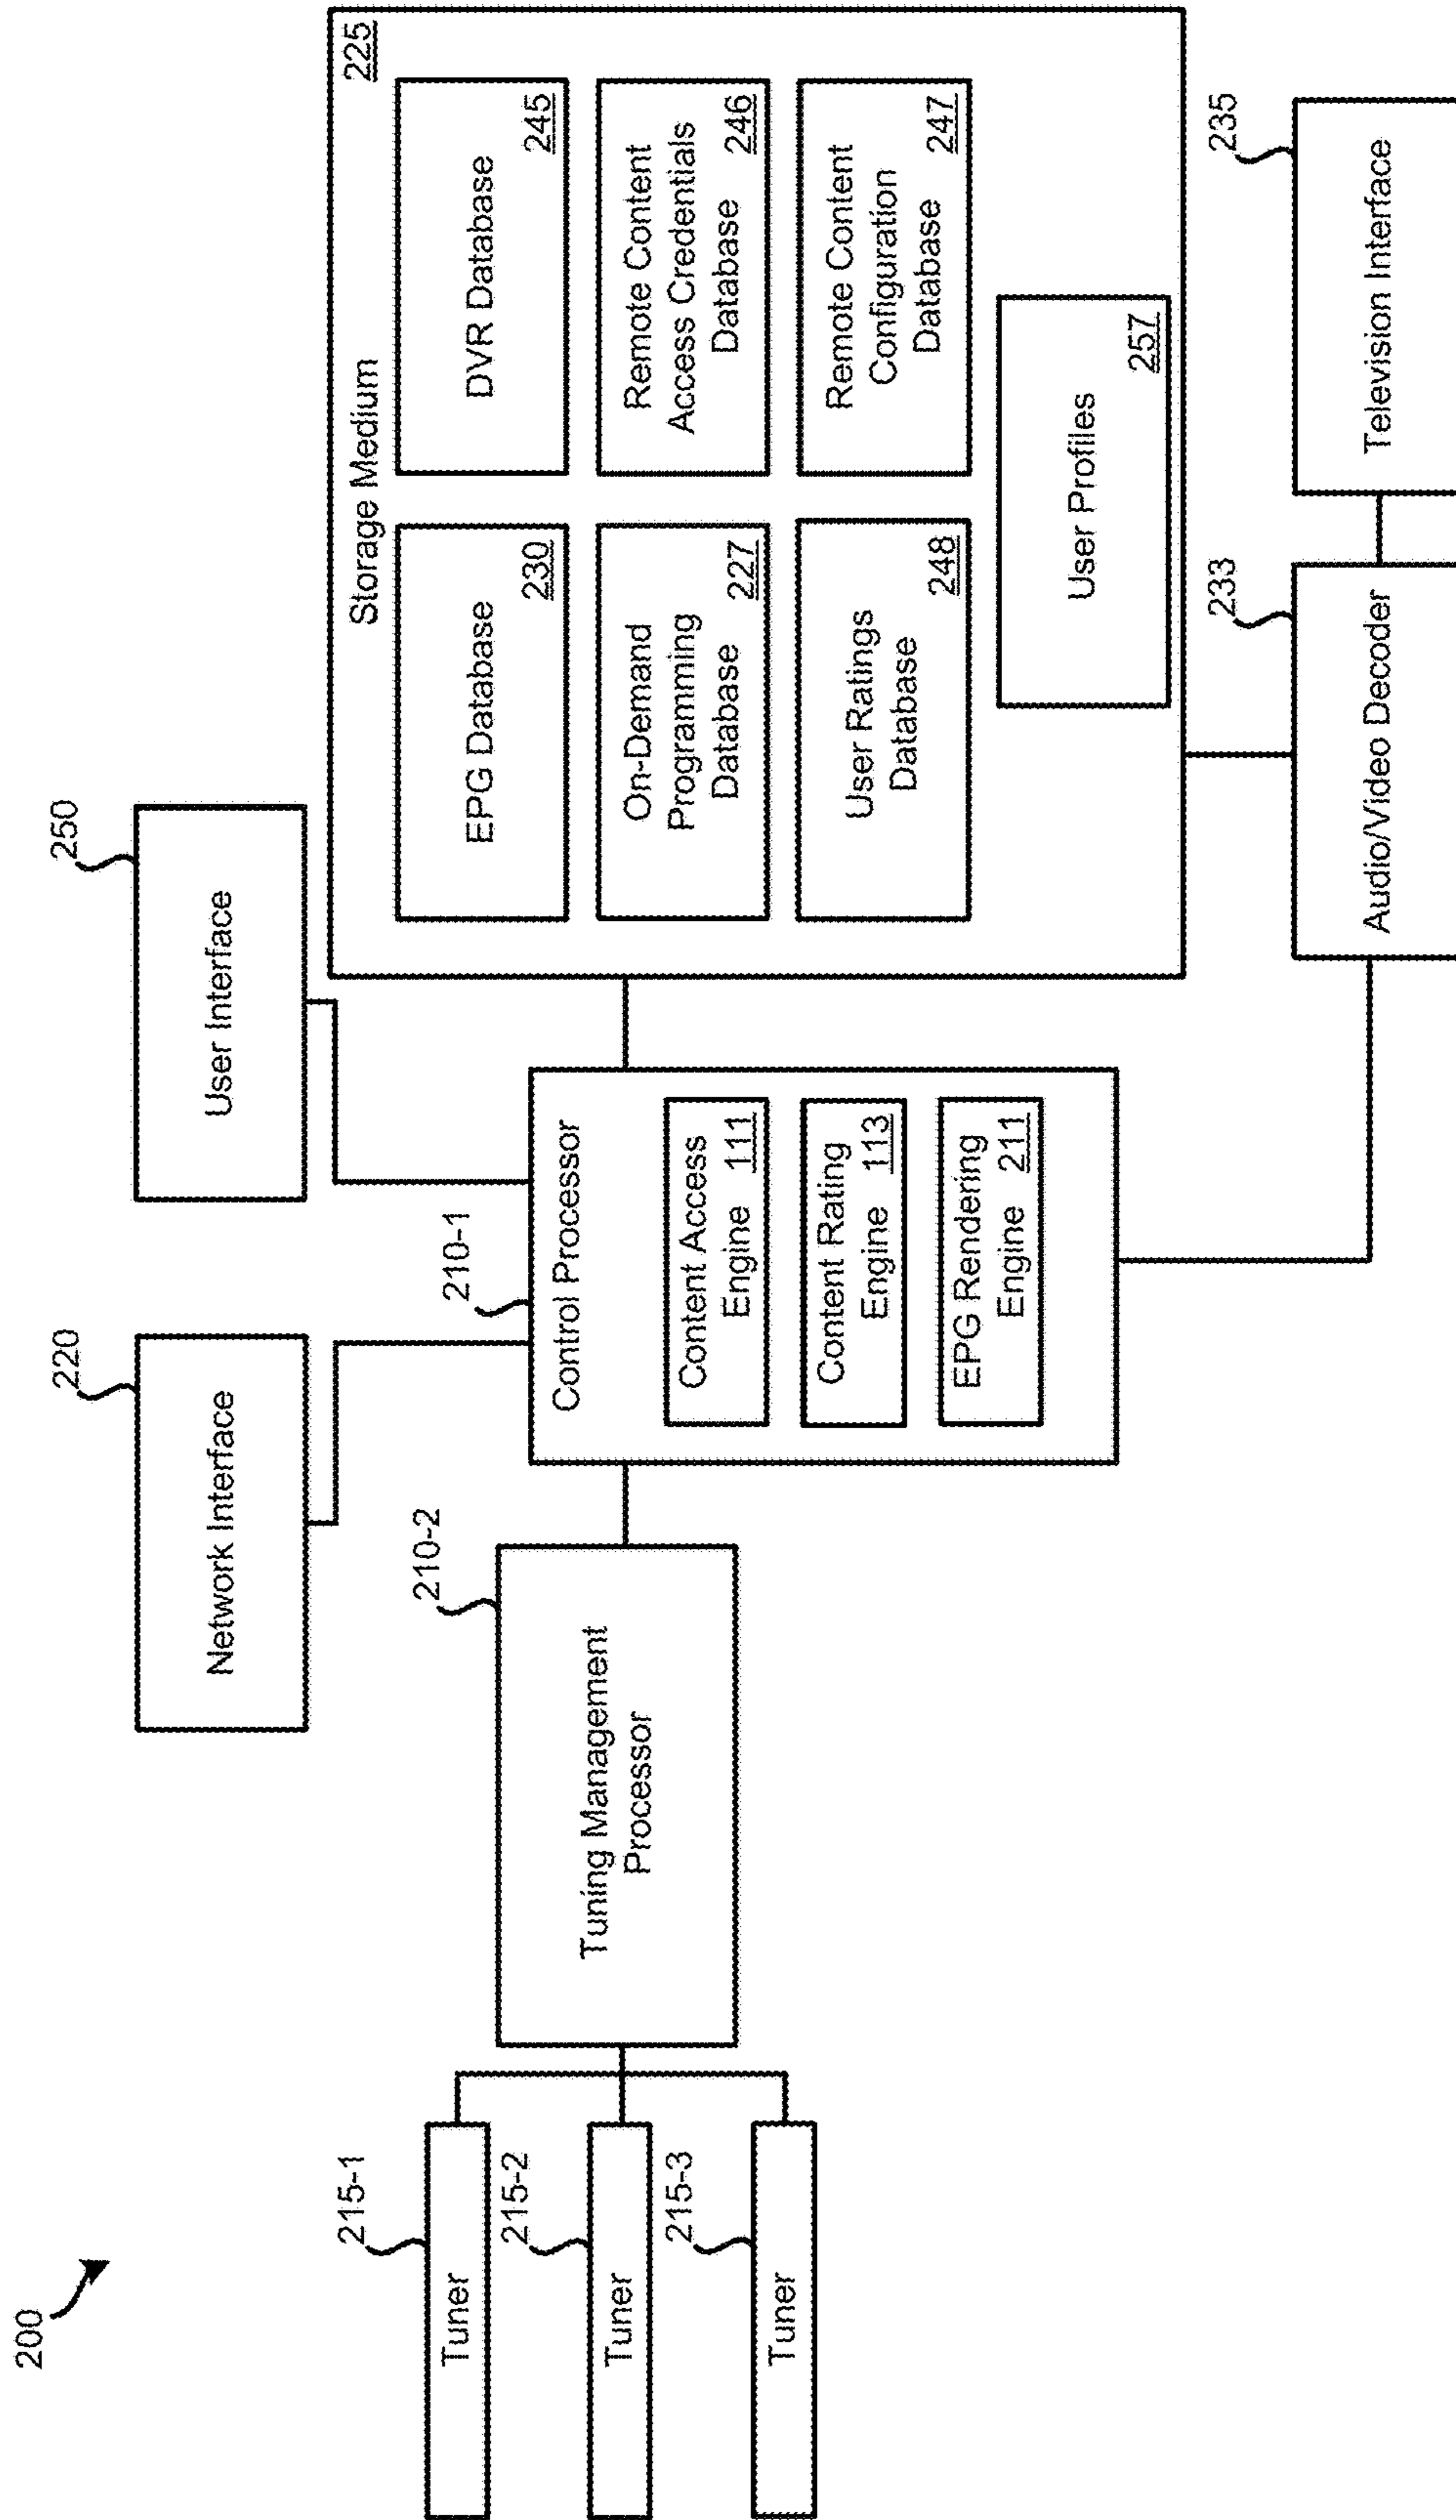 200
220
Network Interface
250
User Interface
215-1
Tuner
215-2
Tuner
215-3
Tuner
210-2
Tuning Management
Processor
210-1
Control Processor
Content Access
Engine 111
Content Rating
Engine 113
EPG Rendering
Engine 211
Storage Medium
225
EPG Database
230
DVR Database
245
On-Demand
Programming
Database
227
Remote Content
Access Credentials
Database
246
User Ratings
Database
248
Remote Content
Configuration
Database
247
User Profiles
257
233
Audio/Video Decoder
235
Television Interface